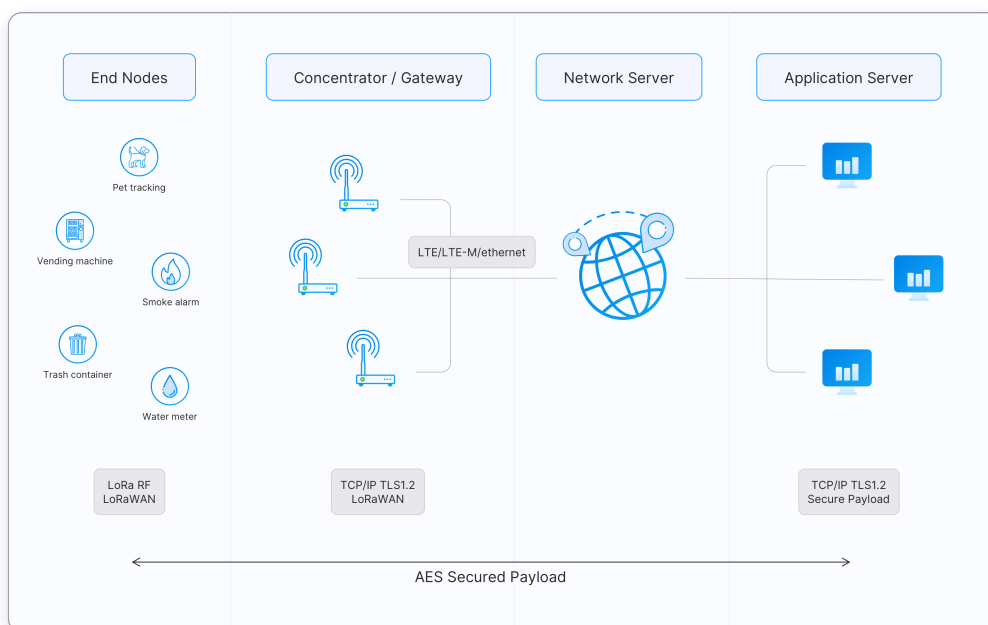 End Nodes
Concentrator / Gateway
Network Server
Application Server
Pet tracking
Vending machine
Smoke alarm
Trash container
Water meter
LTE/LTE-M/ethernet
LoRa RF
LoRaWAN
TCP/IP TLS1.2
LoRaWAN
TCP/IP TLS1.2
Secure Payload
AES Secured Payload